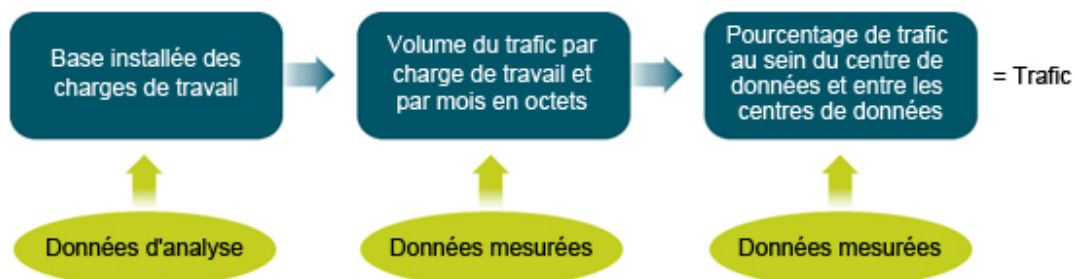 Base installée des
charges de travail
Volume du trafic par
charge de travail et
par mois en octets
Pourcentage de trafic
au sein du centre de
données et entre les
centres de données
= Trafic
Données d'analyse
Données mesurées
Données mesurées